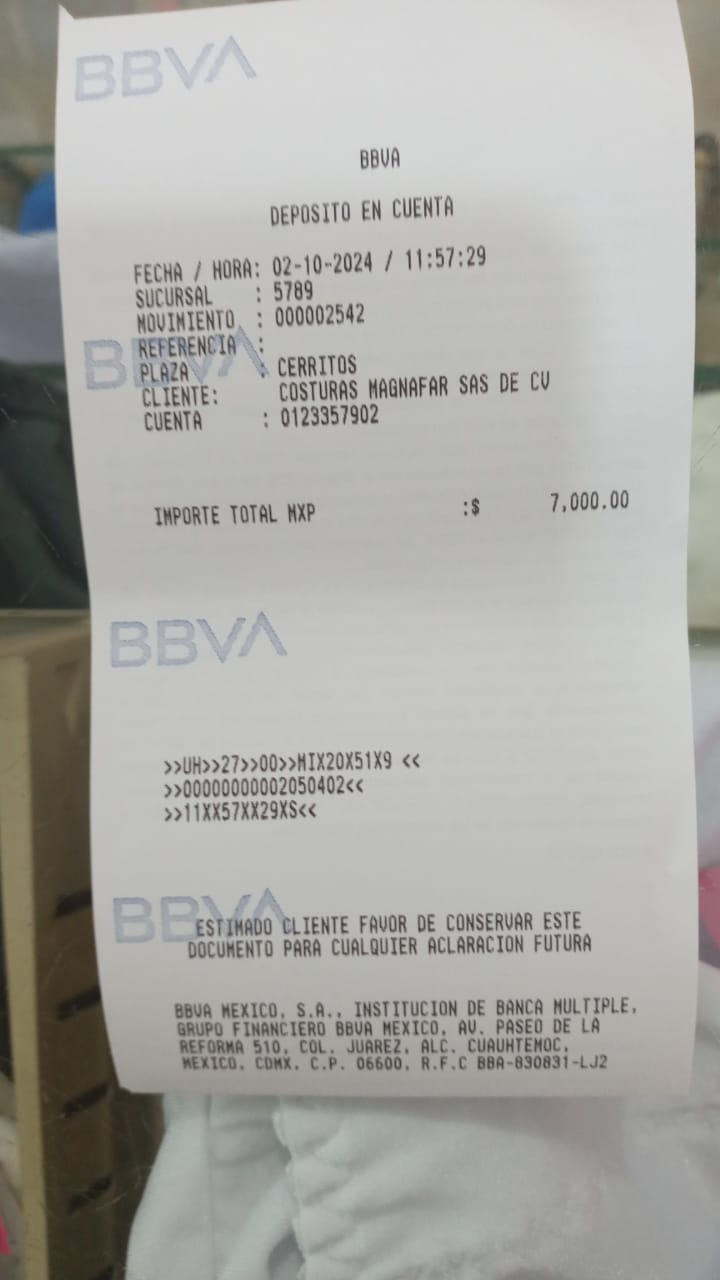 BBVA
BBVA
DEPOSITO EN CUENTA
FECHA / HORA: 02-10-2024 / 11:57:29
SUCURSAL : 5789
MOVIMIENTO : 000002542
REFERENCIA :
BBVA
PLAZA : CERRITOS
CLIENTE: COSTURAS MAGNAFAR SAS DE CV
CUENTA : 0123357902
IMPORTE TOTAL MXP :$ 7,000.00
BBVA
>>UH>>27>>00>>MIX20X51X9 <<
>>00000000002050402<<
>>11XX57XX29XS<<
BBVA
ESTIMADO CLIENTE FAVOR DE CONSERVAR ESTE
DOCUMENTO PARA CUALQUIER ACLARACION FUTURA
BBVA MEXICO, S.A., INSTITUCION DE BANCA MULTIPLE,
GRUPO FINANCIERO BBVA MEXICO, AV. PASEO DE LA
REFORMA 510, COL. JUAREZ, ALC. CUAUHTEMOC,
MEXICO, CDMX, C.P. 06600, R.F.C BBA-830831-LJ2